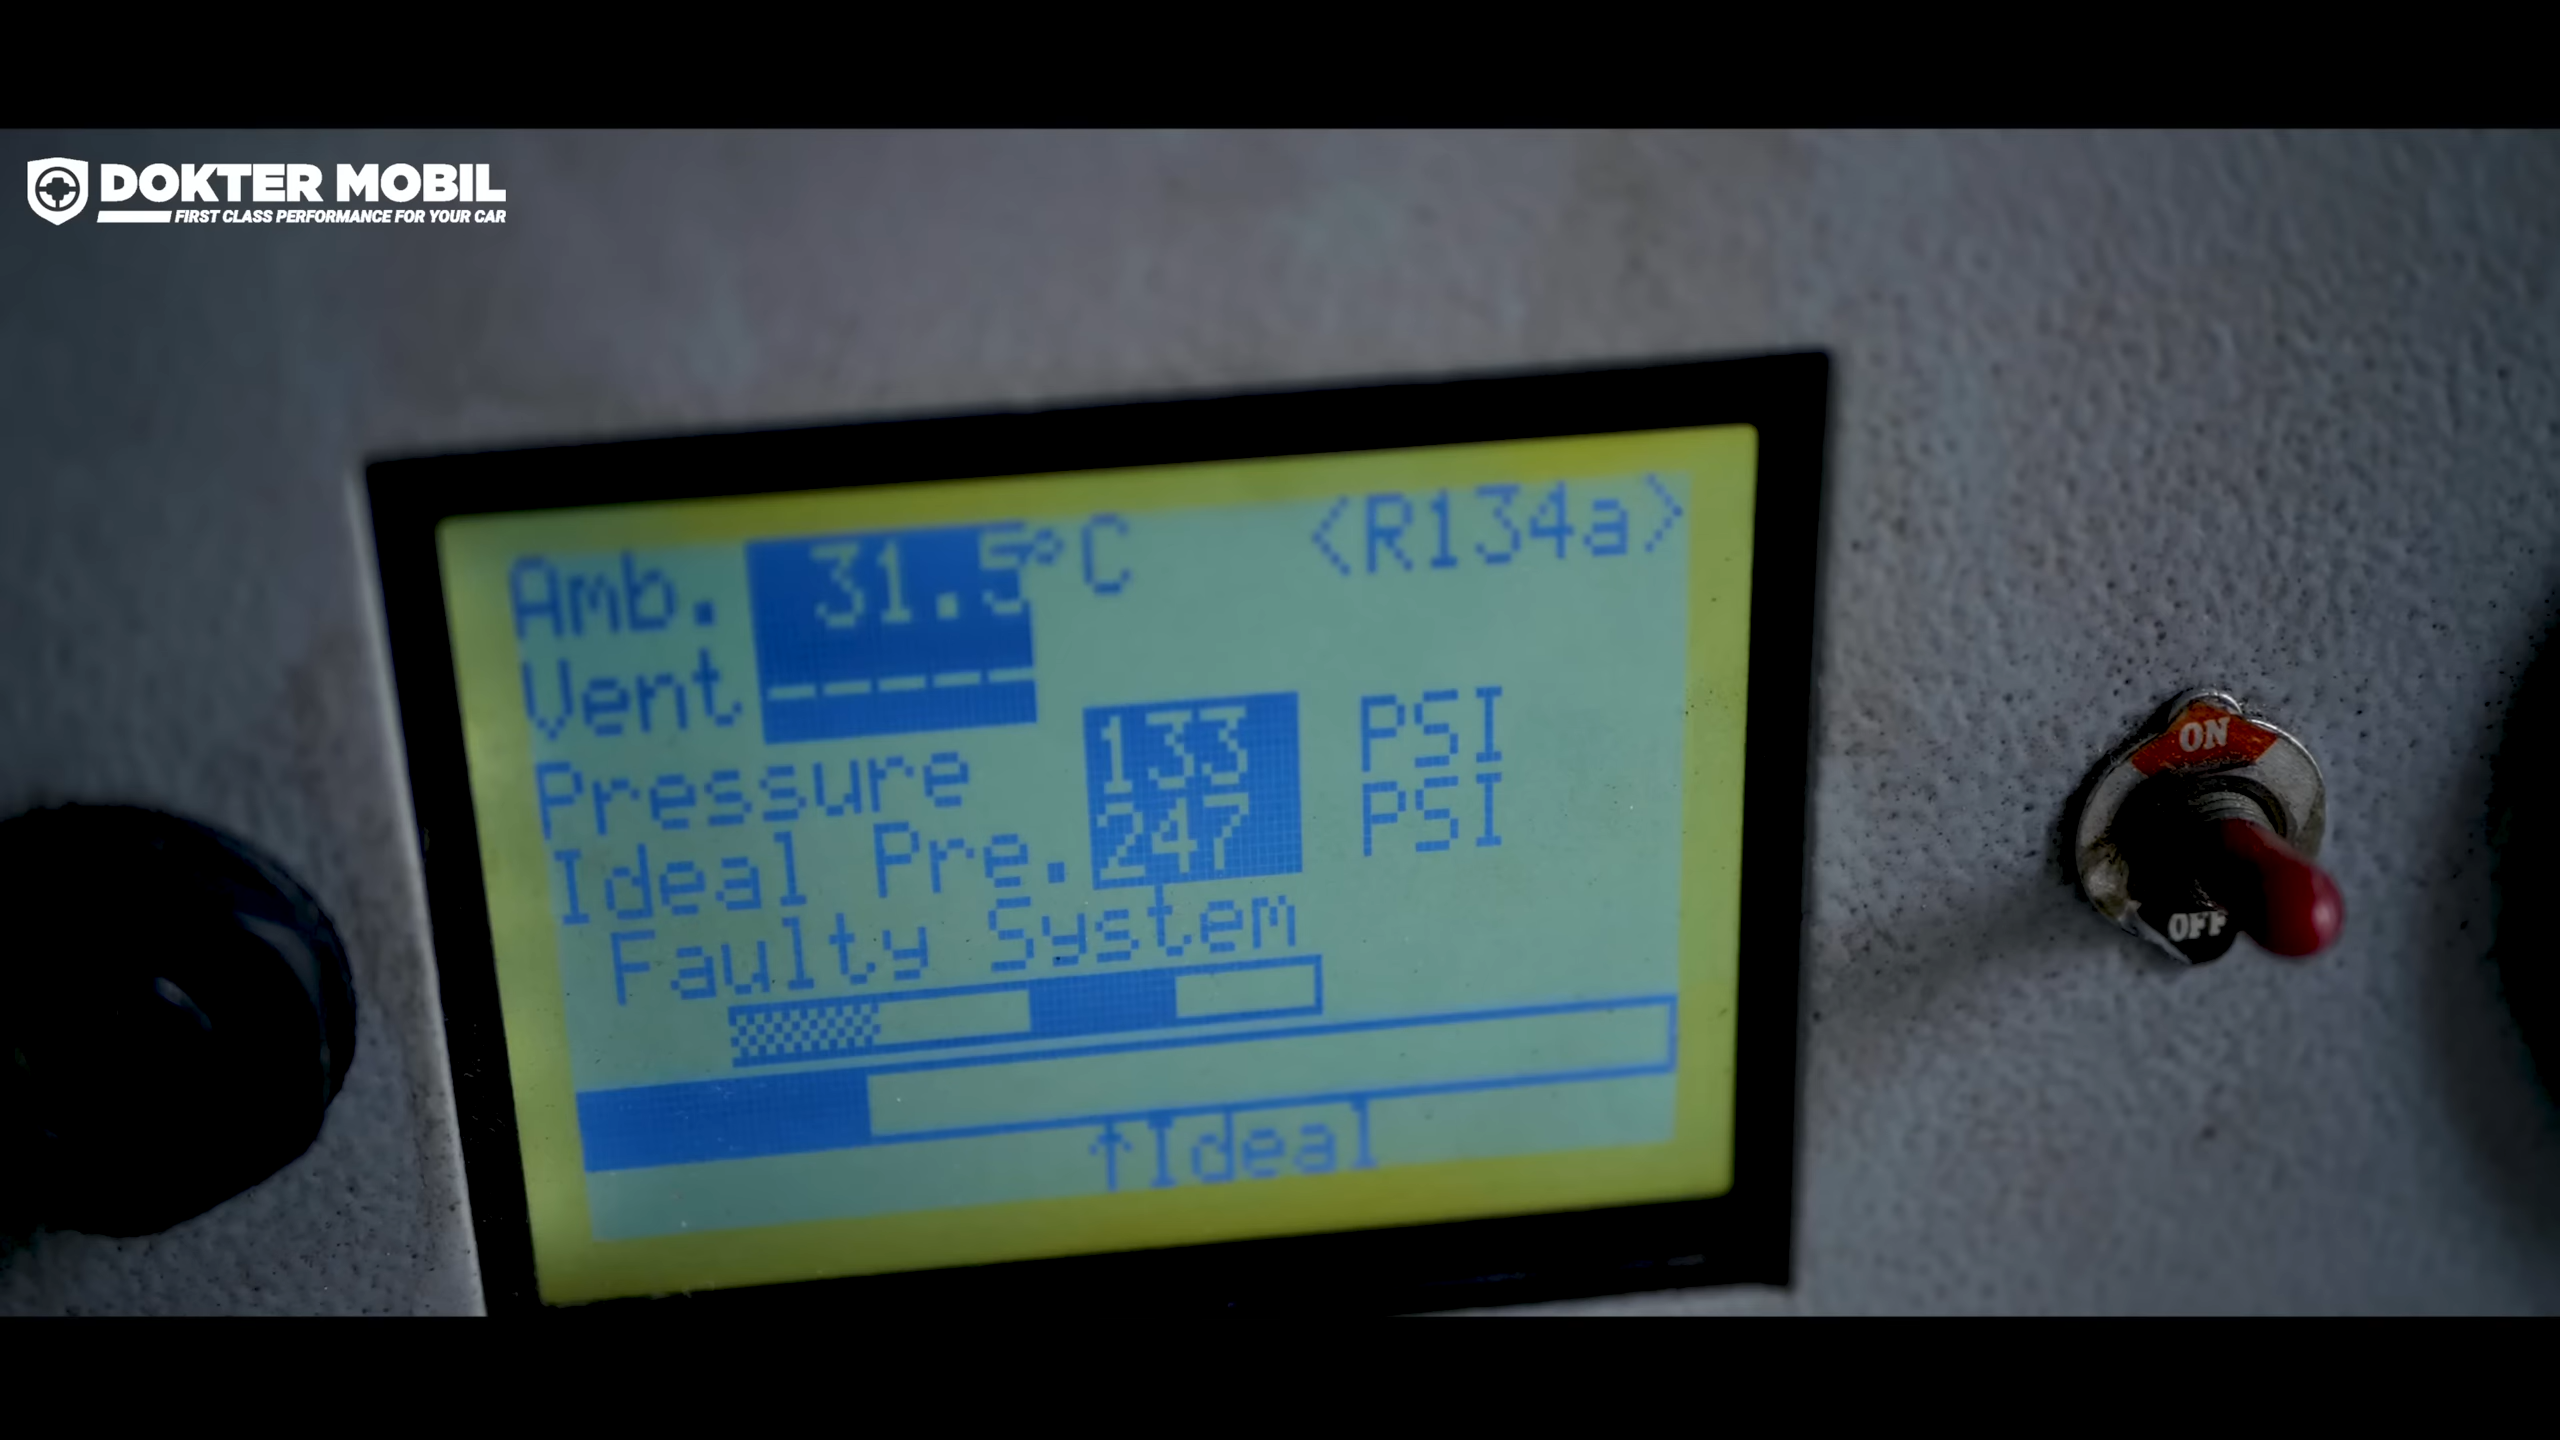 DOKTER MOBIL
FIRST CLASS PERFORMANCE FOR YOUR CAR
Amb. 31.5°C <R134a>
Vent -----
Pressure 133 PSI
Ideal Pre. 247 PSI
Faulty System
↑Ideal
ON
OFF